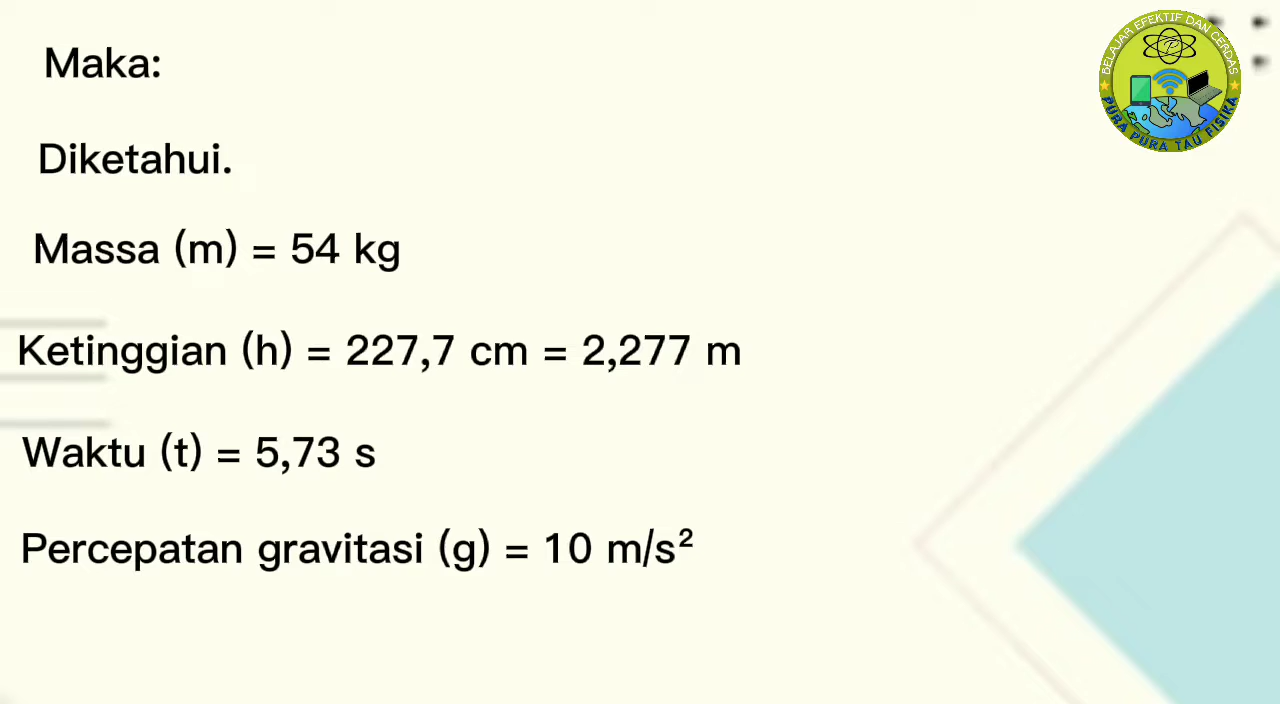 Maka:
BELAJAR EFEKTIF DAN CERDAS
PURA PURA TAU FISIKA
Diketahui.
Massa (m) = 54 kg
Ketinggian (h) = 227,7 cm = 2,277 m
Waktu (t) = 5,73 s
Percepatan gravitasi (g) = 10 m/s²